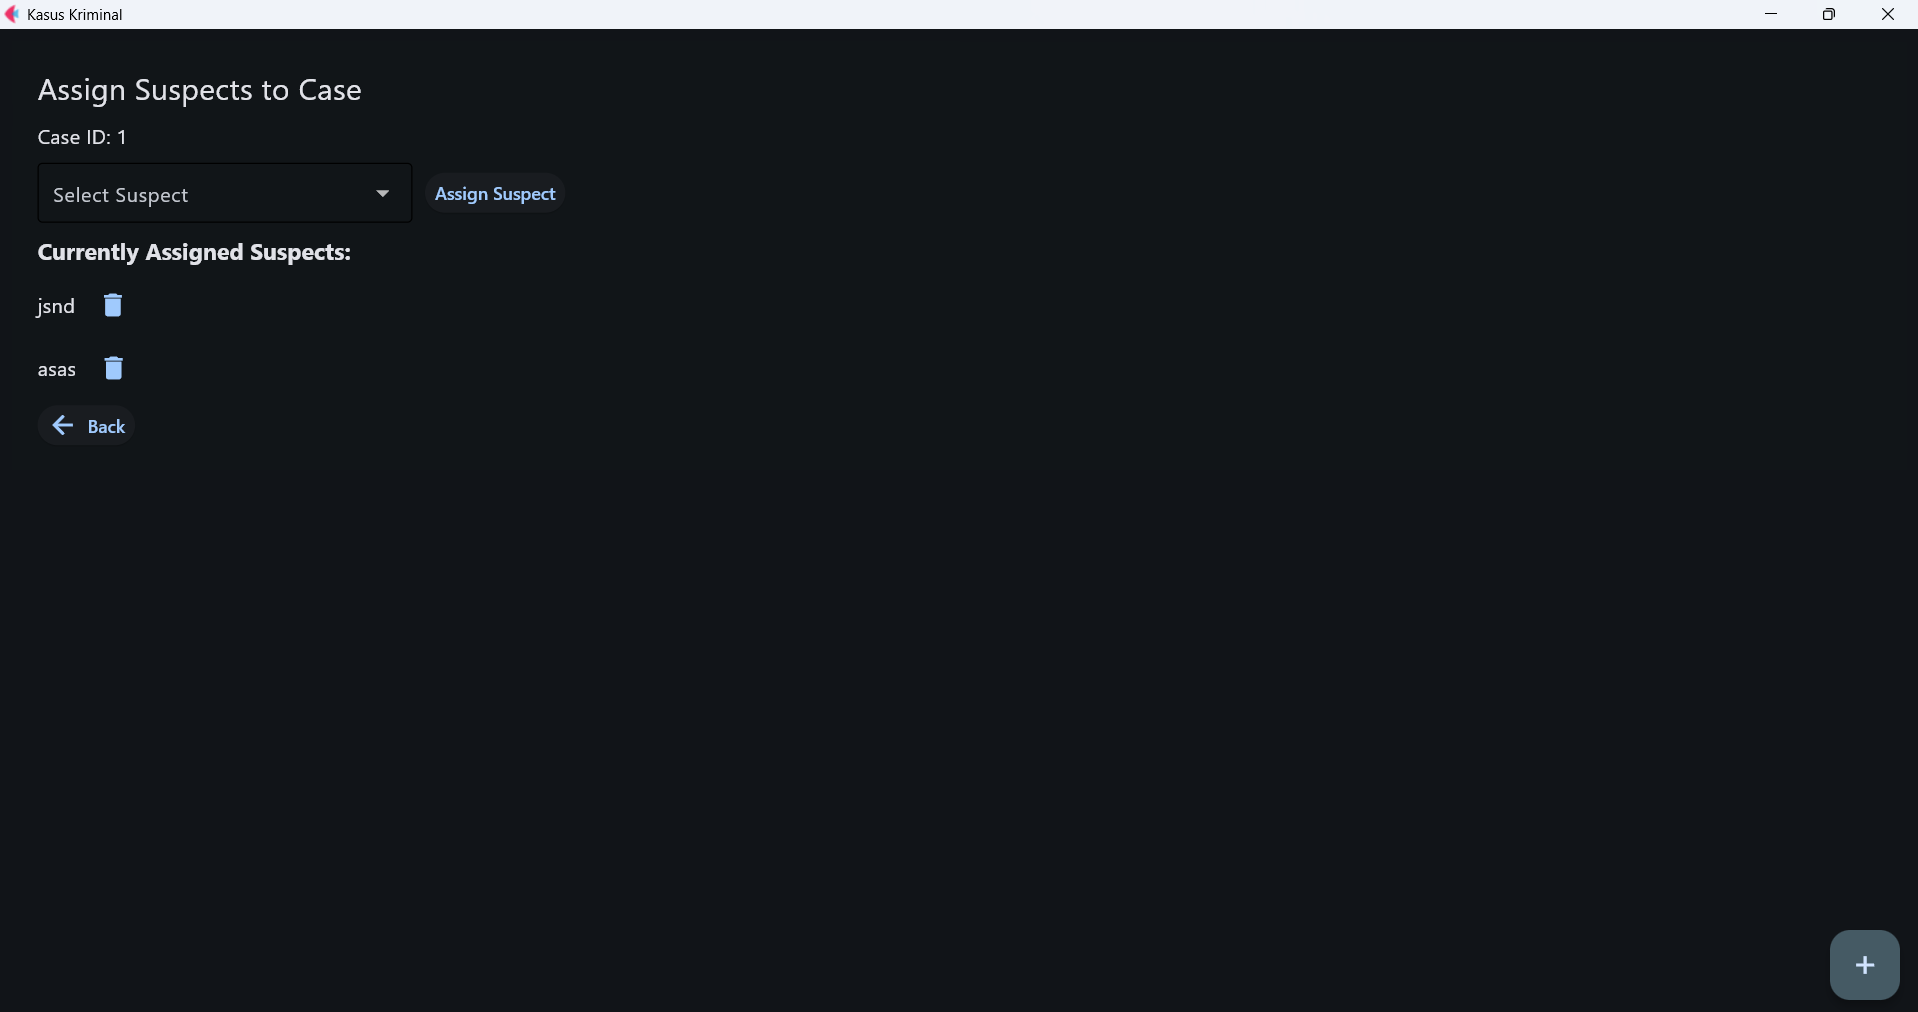 Kasus Kriminal
Assign Suspects to Case
Case ID: 1
Select Suspect
Assign Suspect
Currently Assigned Suspects:
jsnd
asas
Back